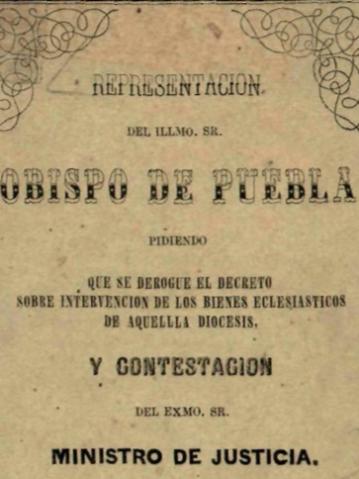 REPRESENTACION
DEL ILLMO. SR.
OBISPO DE PUEBLA
PIDIENDO
QUE SE DEROGUE EL DECRETO
SOBRE INTERVENCION DE LOS BIENES ECLESIASTICOS
DE AQUELLLA DIOCESIS,
Y CONTESTACION
DEL EXMO. SR.
MINISTRO DE JUSTICIA.